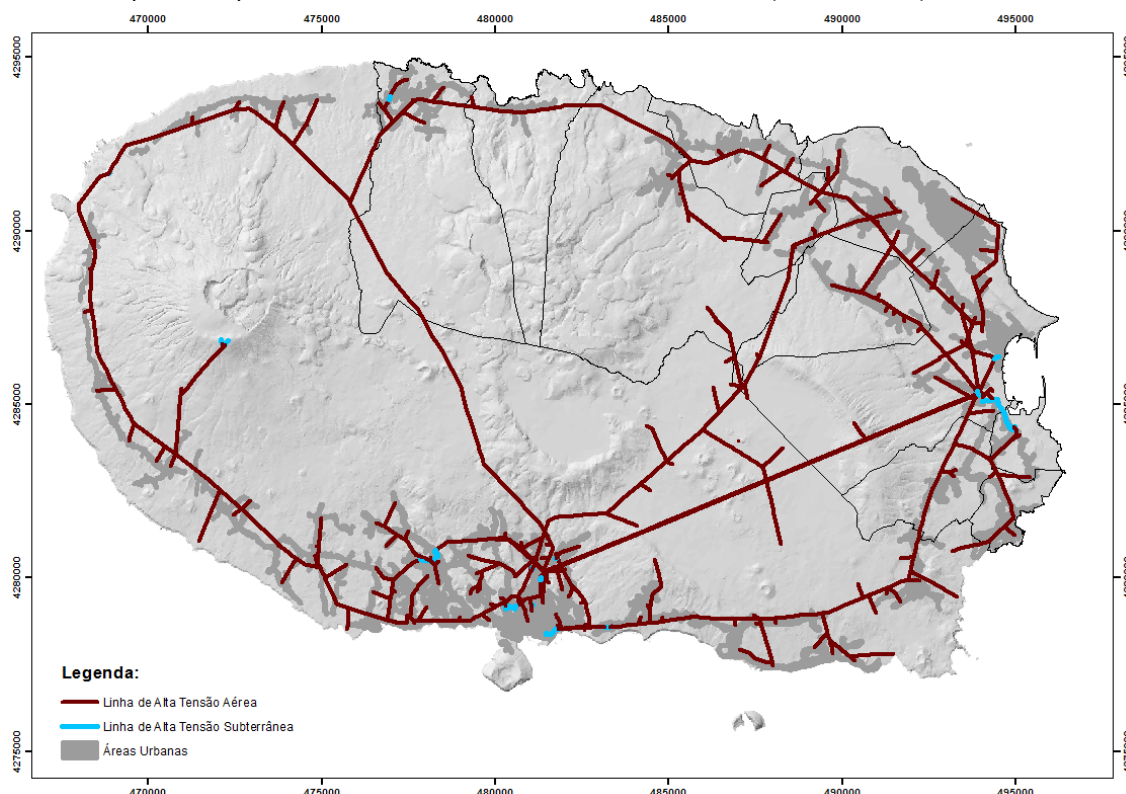 470000 475000 480000 485000 490000 495000
4295000
4290000
4285000
4280000
4275000
Legenda:
Linha de Alta Tensão Aérea
Linha de Alta Tensão Subterrânea
Áreas Urbanas
470000 475000 480000 485000 490000 495000